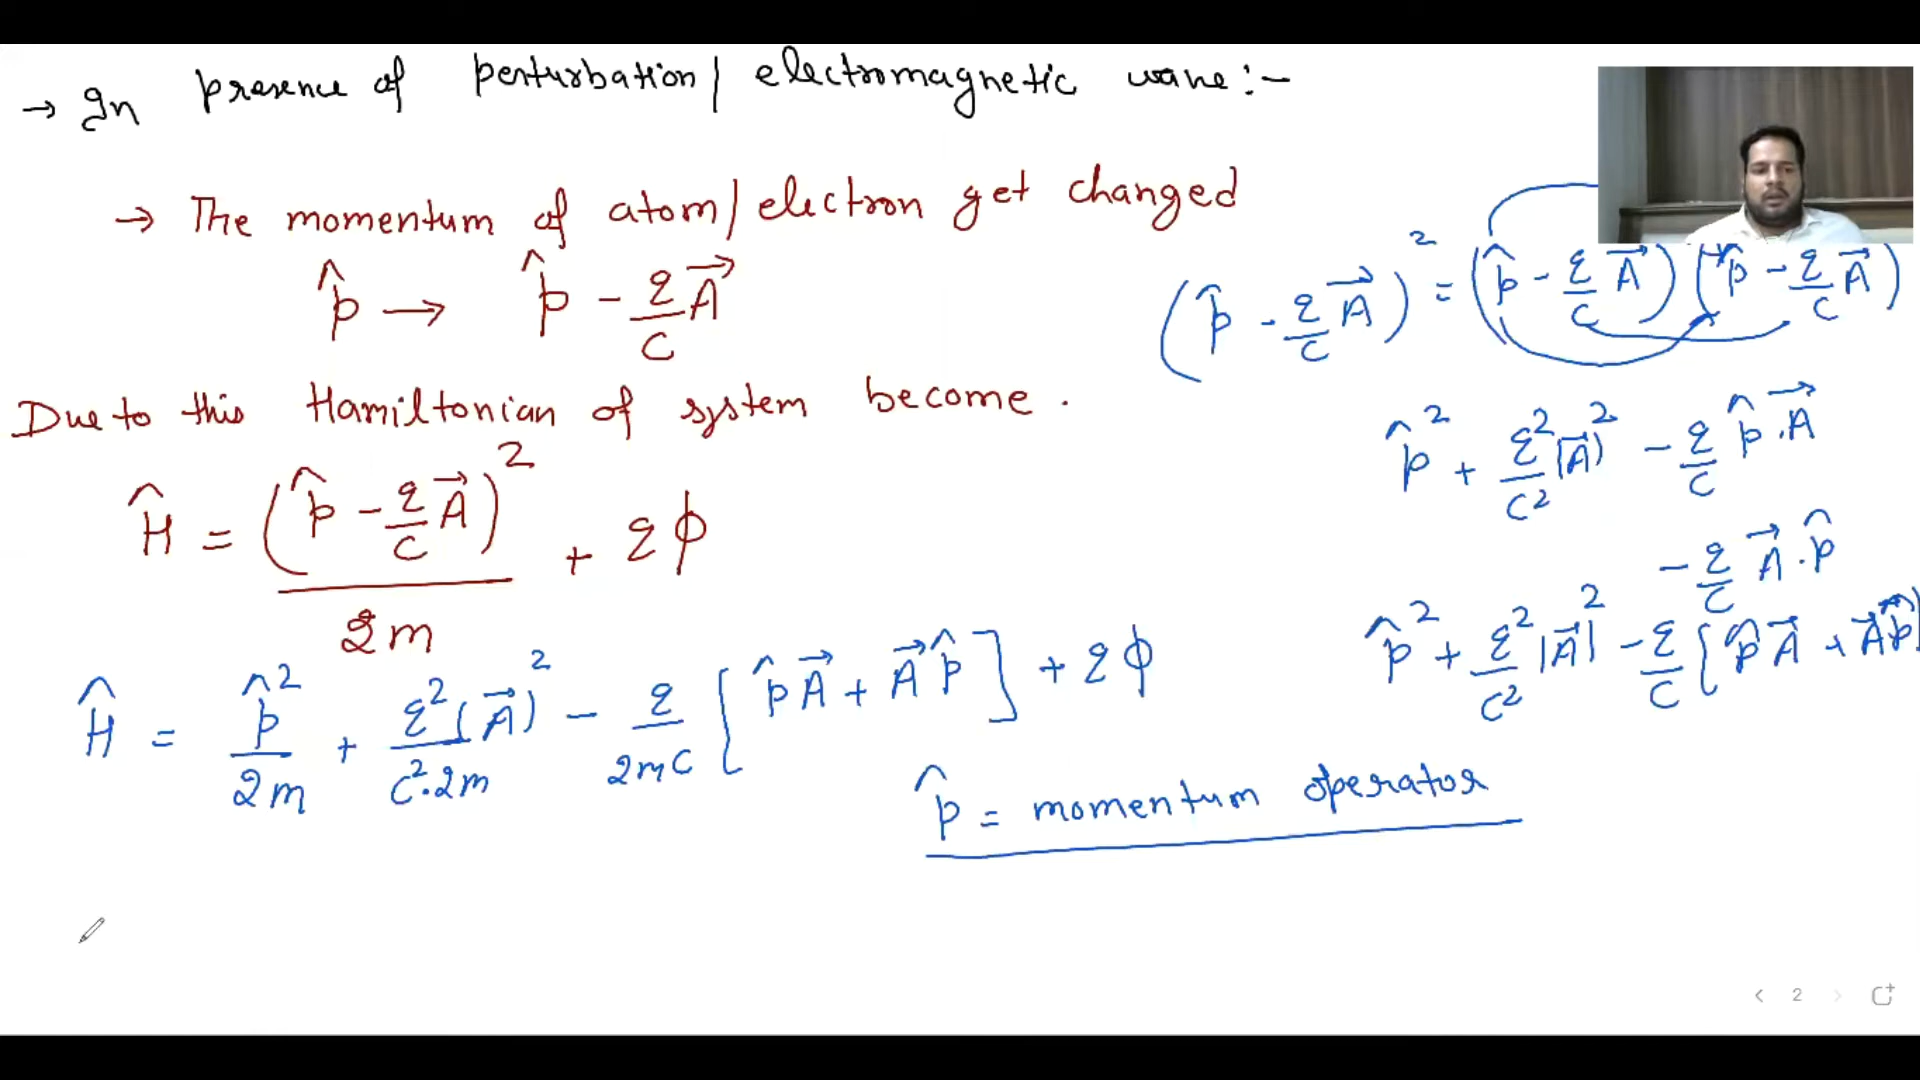 → In presence of perturbation / electromagnetic wave :-
→ The momentum of atom / electron get changed
p̂ → p̂ - q/c A⃗
(p̂ - q/c A⃗)² = (p̂ - q/c A⃗) (p̂ - q/c A⃗)
Due to this Hamiltonian of system become .
p̂² + q²/c² |A⃗|² - q/c p̂ . A⃗
- q/c A⃗ . p̂
Ĥ = (p̂ - q/c A⃗)² / 2m + q φ
p̂² + q²/c² |A⃗|² - q/c [p̂ A⃗ + A⃗ p̂]
Ĥ = p̂²/2m + q² (A⃗)² / c².2m - q/2mc [p̂ A⃗ + A⃗ p̂] + q φ
p̂ = momentum operator
< 2 >